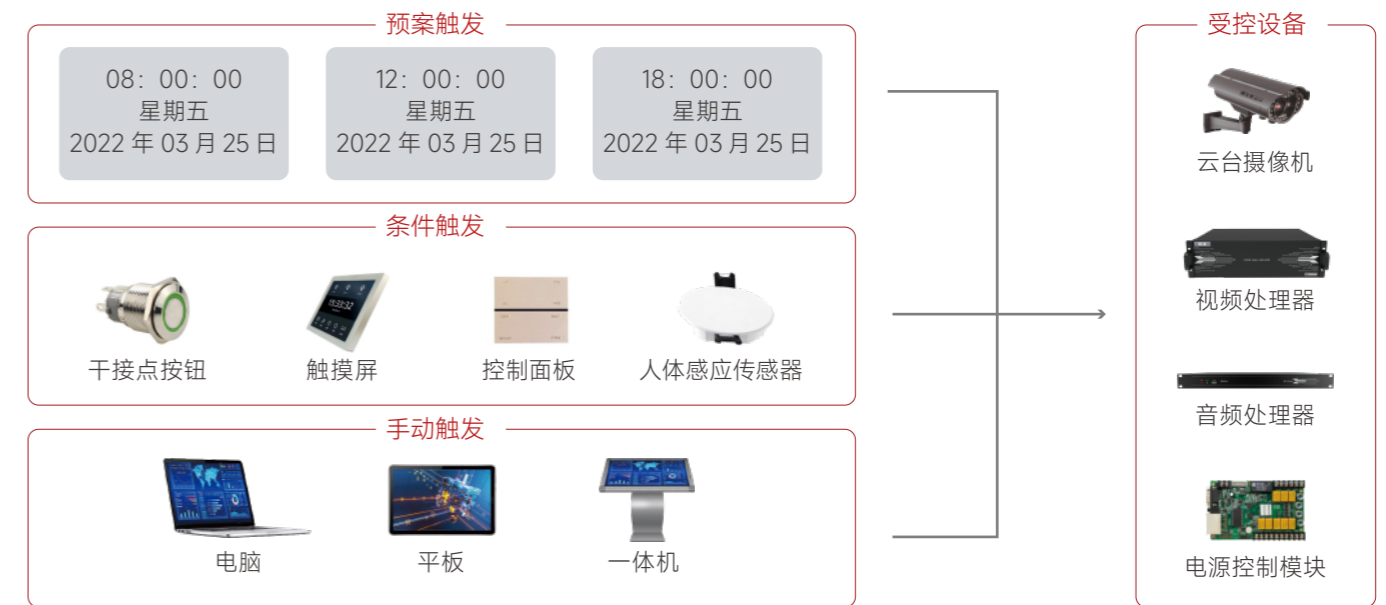 预案触发
08：00：00
星期五
2022 年 03 月 25 日
12：00：00
星期五
2022 年 03 月 25 日
18：00：00
星期五
2022 年 03 月 25 日
条件触发
干接点按钮
触摸屏
控制面板
人体感应传感器
手动触发
电脑
平板
一体机
受控设备
云台摄像机
视频处理器
音频处理器
电源控制模块